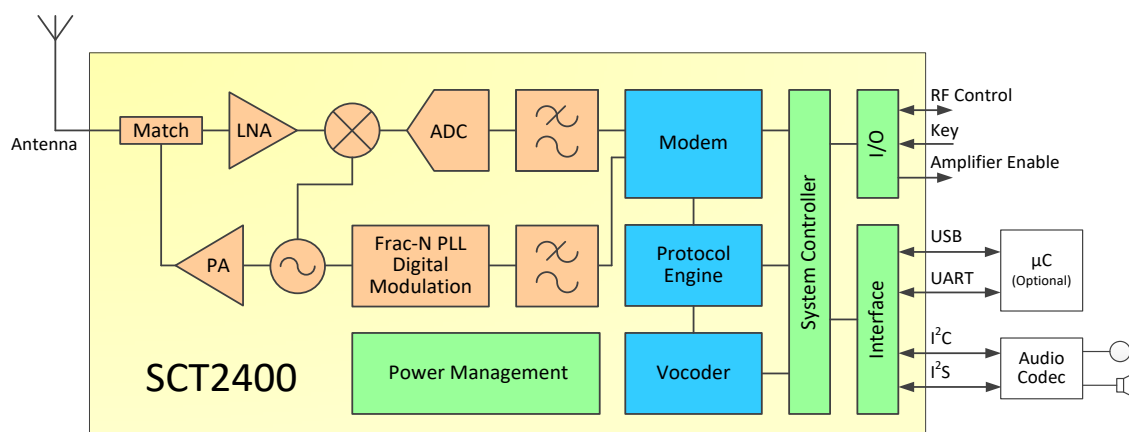 Antenna
Match
LNA
ADC
Modem
System Controller
I/O
RF Control
Key
Amplifier Enable
PA
Frac-N PLL
Digital
Modulation
Protocol
Engine
Interface
USB
UART
µC
(Optional)
SCT2400
Power Management
Vocoder
I²C
I²S
Audio
Codec